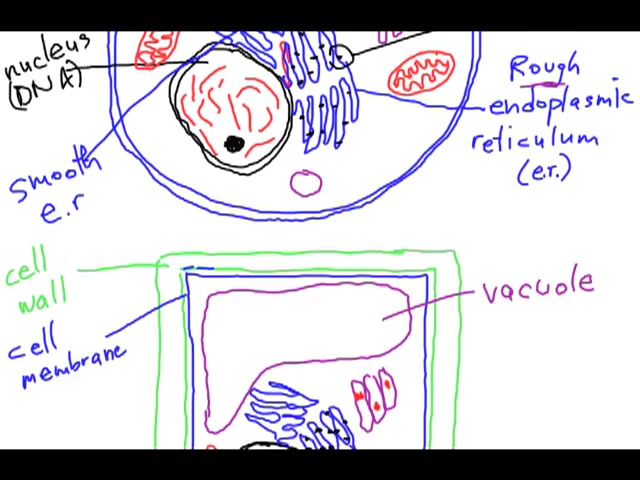 nucleus
(DNA)
Rough
endoplasmic
reticulum
(e.r.)
smooth
e.r
cell
wall
vacuole
cell
membrane